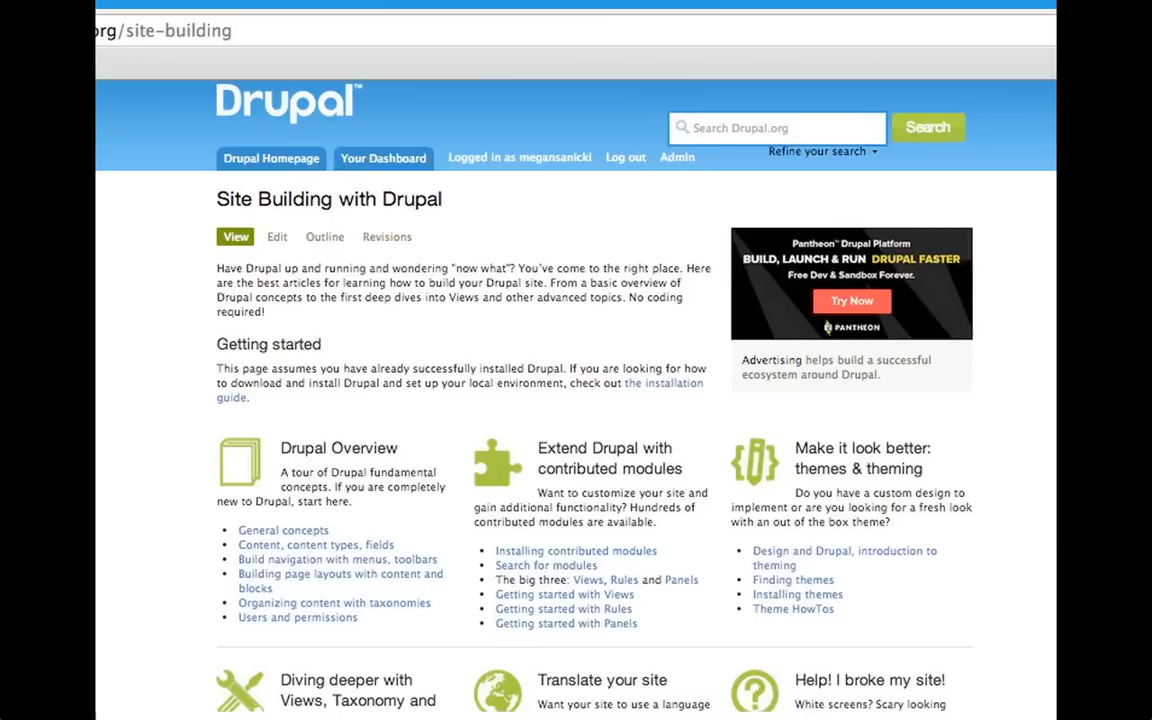 org/site-building
Drupal™
Search Drupal.org
Search
Refine your search
Drupal Homepage
Your Dashboard
Logged in as megansanicki
Log out
Admin
Site Building with Drupal
View
Edit
Outline
Revisions
Have Drupal up and running and wondering "now what"? You've come to the right place. Here
are the best articles for learning how to build your Drupal site. From a basic overview of
Drupal concepts to the first deep dives into Views and other advanced topics. No coding
required!
Pantheon™ Drupal Platform
BUILD, LAUNCH & RUN DRUPAL FASTER
Free Dev & Sandbox Forever.
Try Now
PANTHEON
Advertising helps build a successful
ecosystem around Drupal.
Getting started
This page assumes you have already successfully installed Drupal. If you are looking for how
to download and install Drupal and set up your local environment, check out the installation
guide.
Drupal Overview
A tour of Drupal fundamental
concepts. If you are completely
new to Drupal, start here.
• General concepts
• Content, content types, fields
• Build navigation with menus, toolbars
• Building page layouts with content and
blocks
• Organizing content with taxonomies
• Users and permissions
Extend Drupal with
contributed modules
Want to customize your site and
gain additional functionality? Hundreds of
contributed modules are available.
• Installing contributed modules
• Search for modules
• The big three: Views, Rules and Panels
• Getting started with Views
• Getting started with Rules
• Getting started with Panels
Make it look better:
themes & theming
Do you have a custom design to
implement or are you looking for a fresh look
with an out of the box theme?
• Design and Drupal, introduction to
theming
• Finding themes
• Installing themes
• Theme HowTos
Diving deeper with
Views, Taxonomy and
Translate your site
Want your site to use a language
Help! I broke my site!
White screens? Scary looking